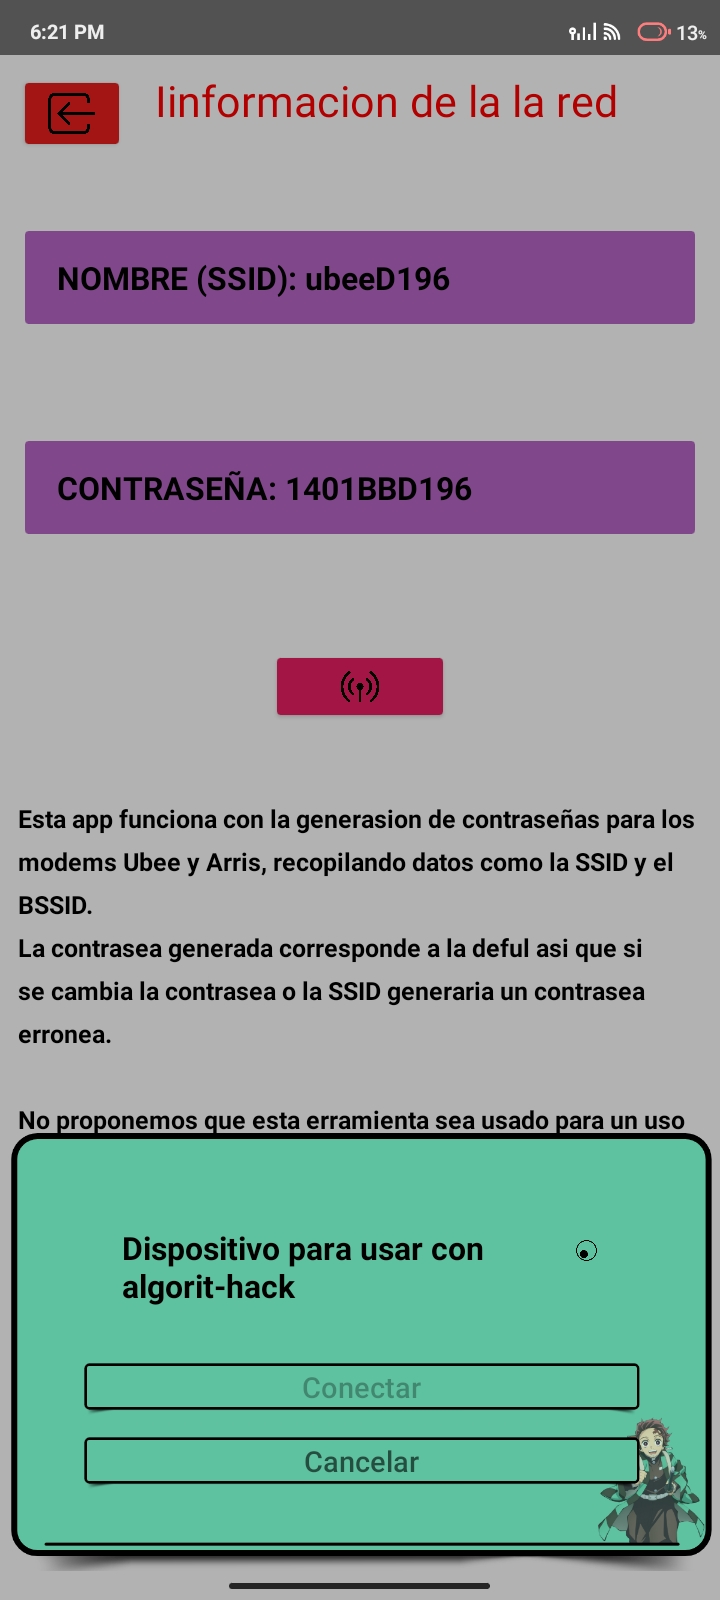 6:21 PM
13%
Iinformacion de la la red
NOMBRE (SSID): ubeeD196
CONTRASEÑA: 1401BBD196
Esta app funciona con la generasion de contraseñas para los
modems Ubee y Arris, recopilando datos como la SSID y el
BSSID.
La contrasea generada corresponde a la deful asi que si
se cambia la contrasea o la SSID generaria un contrasea
erronea.
No proponemos que esta erramienta sea usado para un uso
Dispositivo para usar con
algorit-hack
Conectar
Cancelar